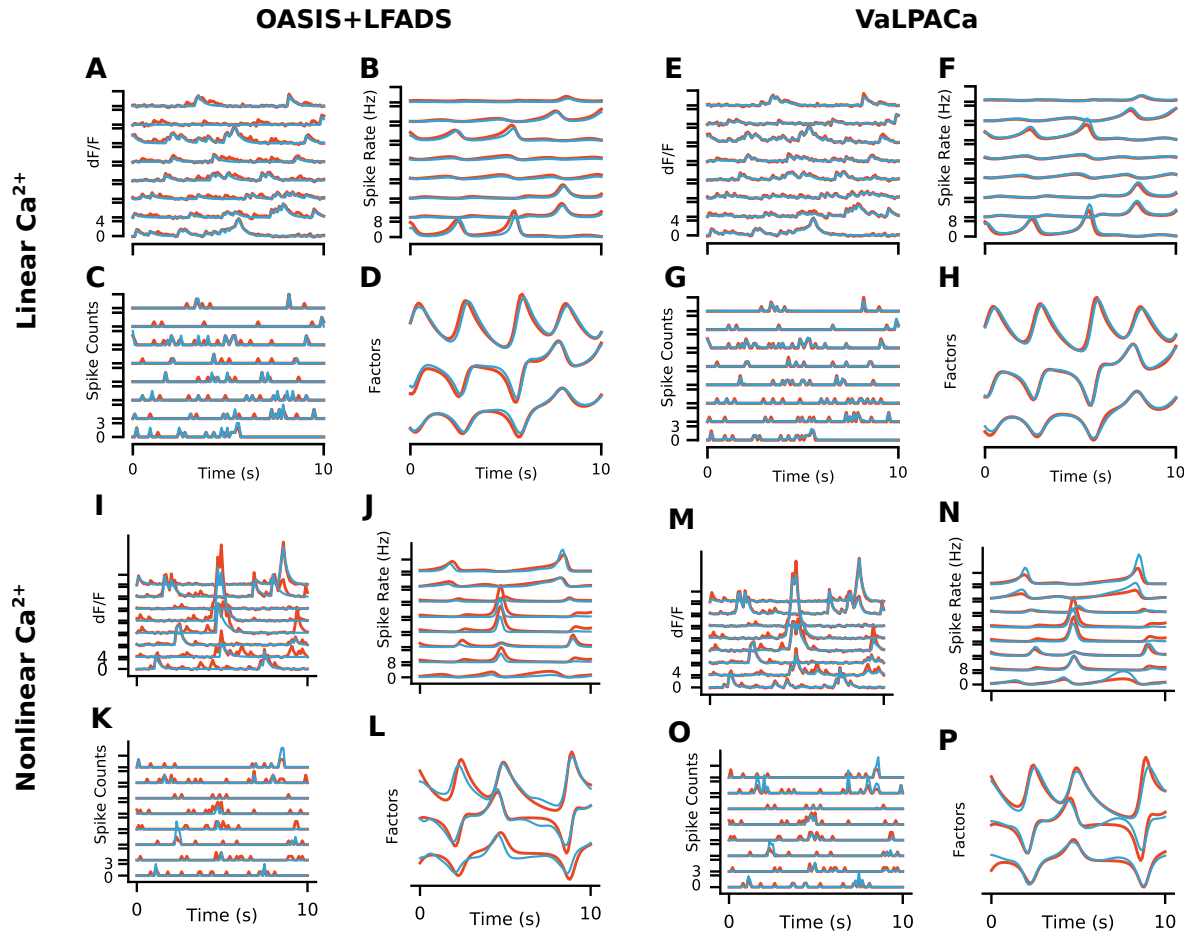 OASIS+LFADS
VaLPACa
Linear Ca2+
A
dF/F
4
0
B
Spike Rate (Hz)
8
0
E
dF/F
4
0
F
Spike Rate (Hz)
8
0
C
Spike Counts
3
0
0
10
Time (s)
D
Factors
0
10
Time (s)
G
Spike Counts
3
0
0
10
Time (s)
H
Factors
0
10
Time (s)
Nonlinear Ca2+
I
dF/F
4
0
J
Spike Rate (Hz)
8
0
M
dF/F
4
0
N
Spike Rate (Hz)
8
0
K
Spike Counts
3
0
0
10
Time (s)
L
Factors
0
10
Time (s)
O
Spike Counts
3
0
0
10
Time (s)
P
Factors
0
10
Time (s)